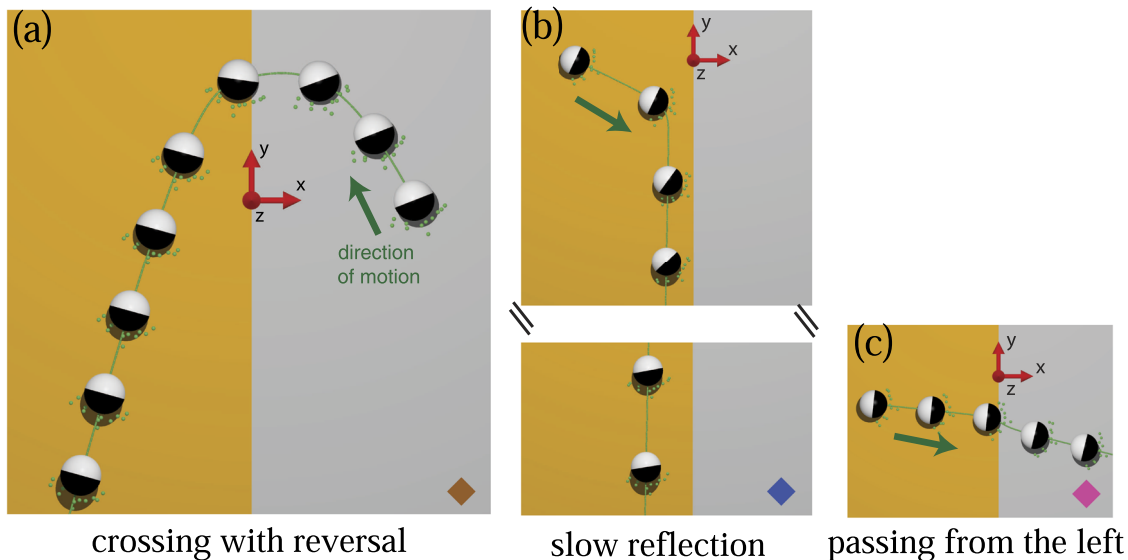 (a)
y
x
z
direction
of motion
crossing with reversal
(b)
y
x
z
slow reflection
(c)
y
x
z
passing from the left